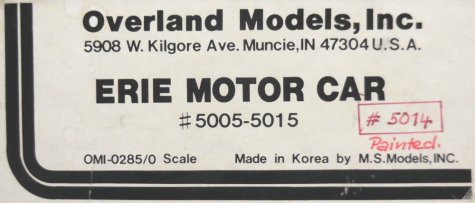 Overland Models, Inc.
5908 W. Kilgore Ave. Muncie, IN 47304 U.S.A.
ERIE MOTOR CAR
#5005-5015
# 5014
Painted.
OMI-0285/0 Scale Made in Korea by M.S.Models, INC.